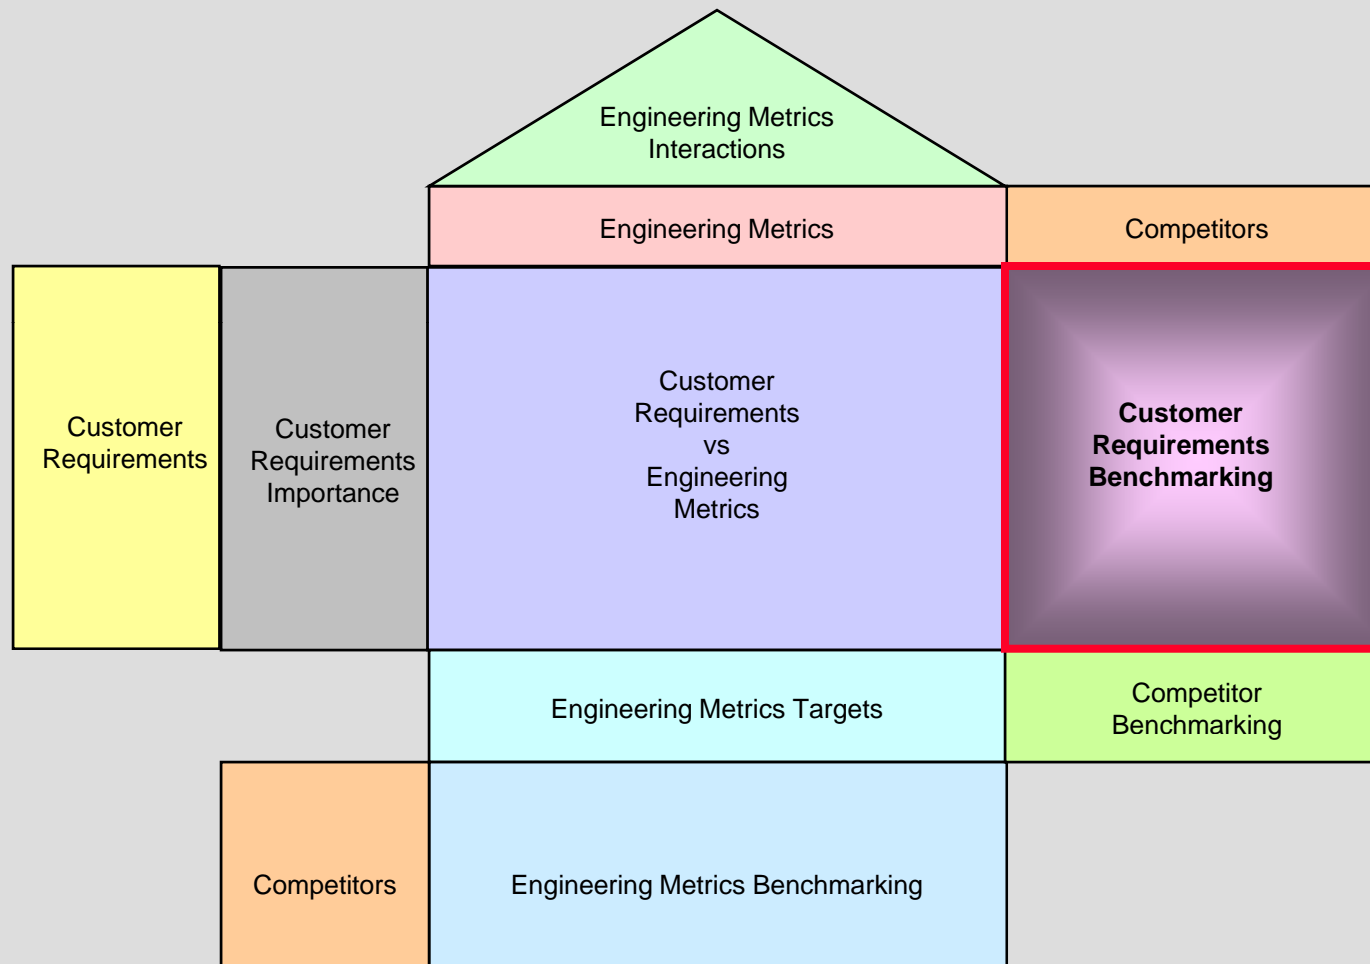 Engineering Metrics
Interactions
Engineering Metrics
Competitors
Customer
Requirements
Customer
Requirements
Importance
Customer
Requirements
vs
Engineering
Metrics
Customer
Requirements
Benchmarking
Engineering Metrics Targets
Competitor
Benchmarking
Competitors
Engineering Metrics Benchmarking